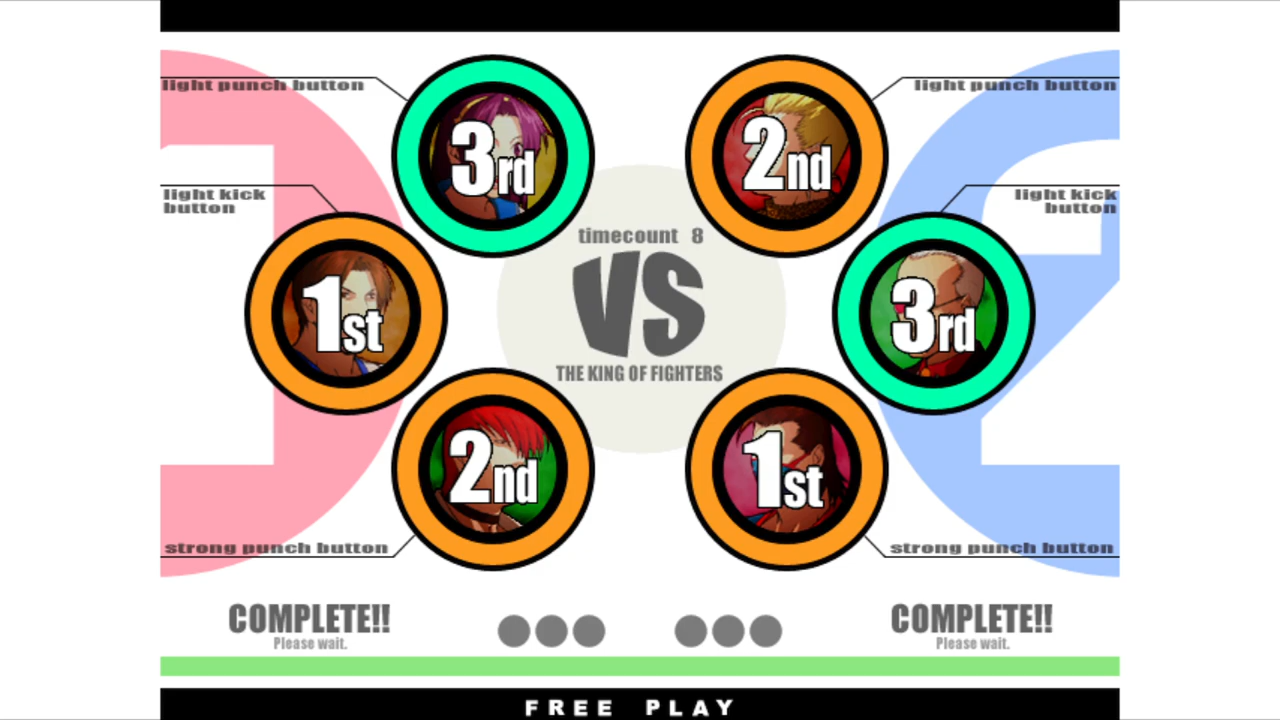 light punch button
light punch button
3rd
2nd
light kick
button
light kick
button
timecount 8
VS
1st
3rd
THE KING OF FIGHTERS
2nd
1st
strong punch button
strong punch button
COMPLETE!!
Please wait.
COMPLETE!!
Please wait.
FREE PLAY